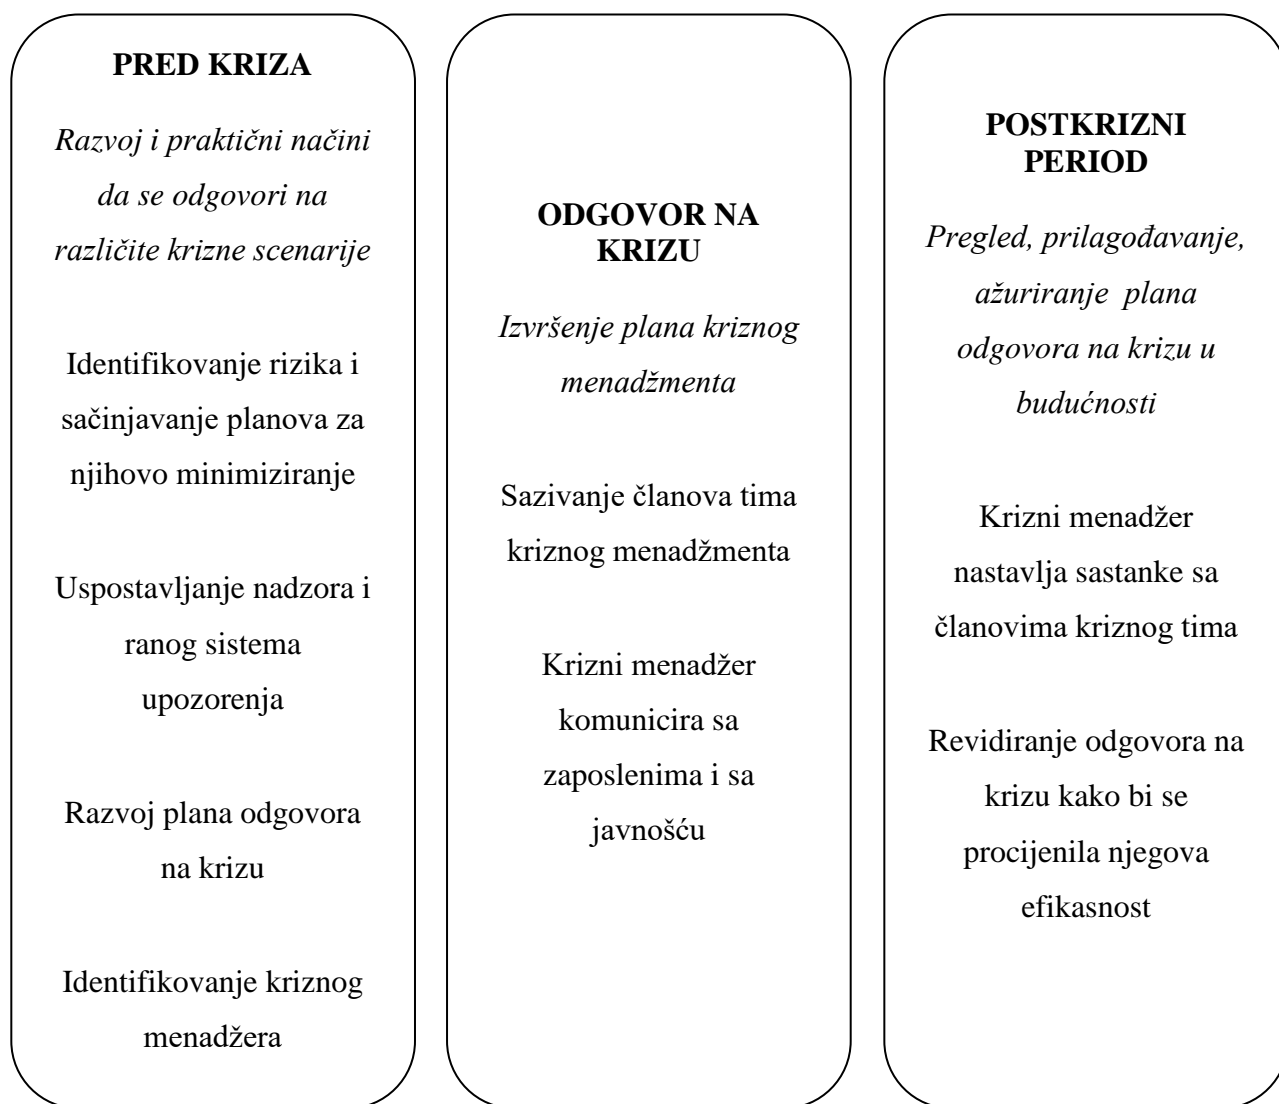 PRED KRIZA
Razvoj i praktični načini
da se odgovori na
različite krizne scenarije
Identifikovanje rizika i
sačinjavanje planova za
njihovo minimiziranje
Uspostavljanje nadzora i
ranog sistema
upozorenja
Razvoj plana odgovora
na krizu
Identifikovanje kriznog
menadžera
ODGOVOR NA
KRIZU
Izvršenje plana kriznog
menadžmenta
Sazivanje članova tima
kriznog menadžmenta
Krizni menadžer
komunicira sa
zaposlenima i sa
javnošću
POSTKRIZNI
PERIOD
Pregled, prilagođavanje,
ažuriranje plana
odgovora na krizu u
budućnosti
Krizni menadžer
nastavlja sastanke sa
članovima kriznog tima
Revidiranje odgovora na
krizu kako bi se
procijenila njegova
efikasnost